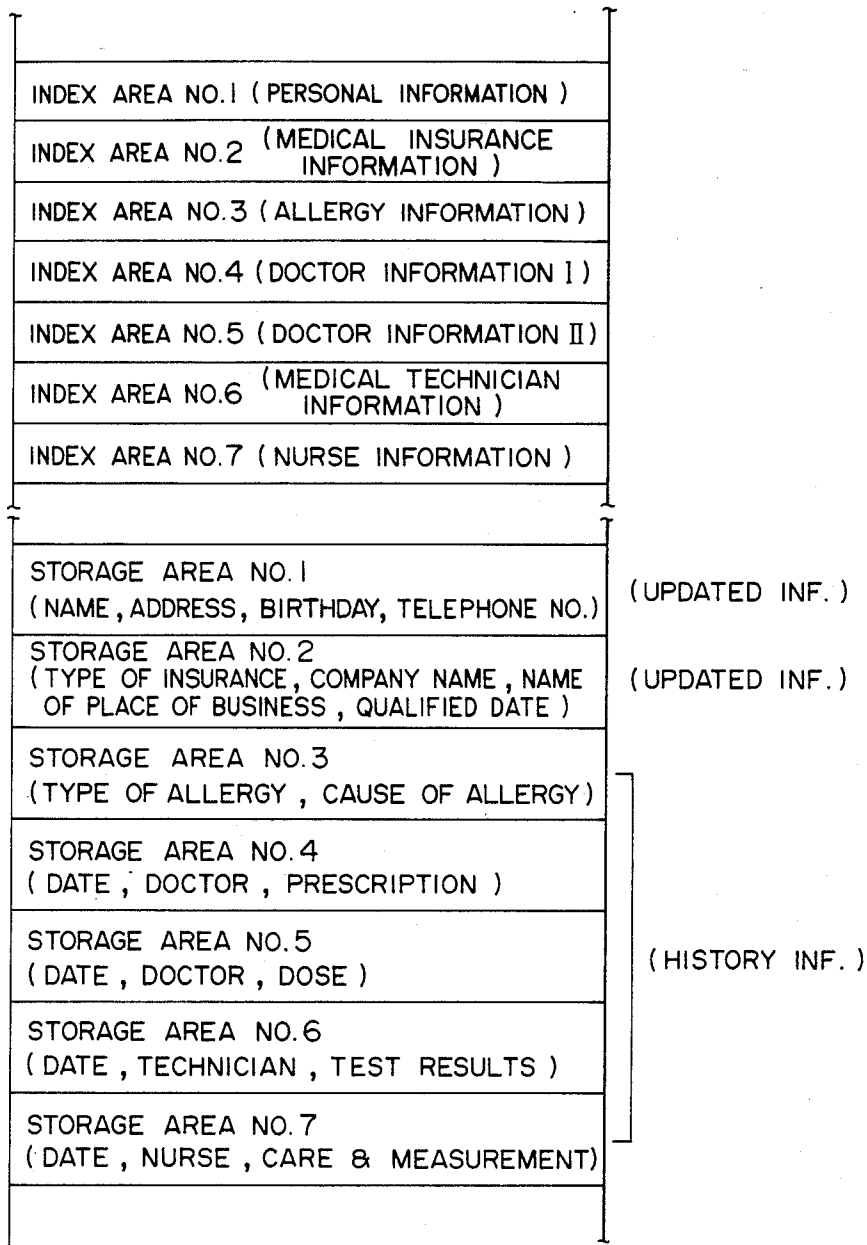 INDEX AREA NO.1 ( PERSONAL INFORMATION )
INDEX AREA NO.2 ( MEDICAL INSURANCE
INFORMATION )
INDEX AREA NO.3 ( ALLERGY INFORMATION )
INDEX AREA NO.4 ( DOCTOR INFORMATION I )
INDEX AREA NO.5 ( DOCTOR INFORMATION II )
INDEX AREA NO.6 ( MEDICAL TECHNICIAN
INFORMATION )
INDEX AREA NO.7 ( NURSE INFORMATION )
STORAGE AREA NO.1
( NAME , ADDRESS , BIRTHDAY, TELEPHONE NO.)
(UPDATED INF. )
STORAGE AREA NO.2
( TYPE OF INSURANCE , COMPANY NAME , NAME
OF PLACE OF BUSINESS , QUALIFIED DATE )
(UPDATED INF. )
STORAGE AREA NO.3
(TYPE OF ALLERGY , CAUSE OF ALLERGY)
STORAGE AREA NO.4
( DATE , DOCTOR , PRESCRIPTION )
STORAGE AREA NO.5
( DATE , DOCTOR , DOSE )
(HISTORY INF. )
STORAGE AREA NO.6
( DATE , TECHNICIAN , TEST RESULTS )
STORAGE AREA NO.7
( DATE , NURSE , CARE & MEASUREMENT)